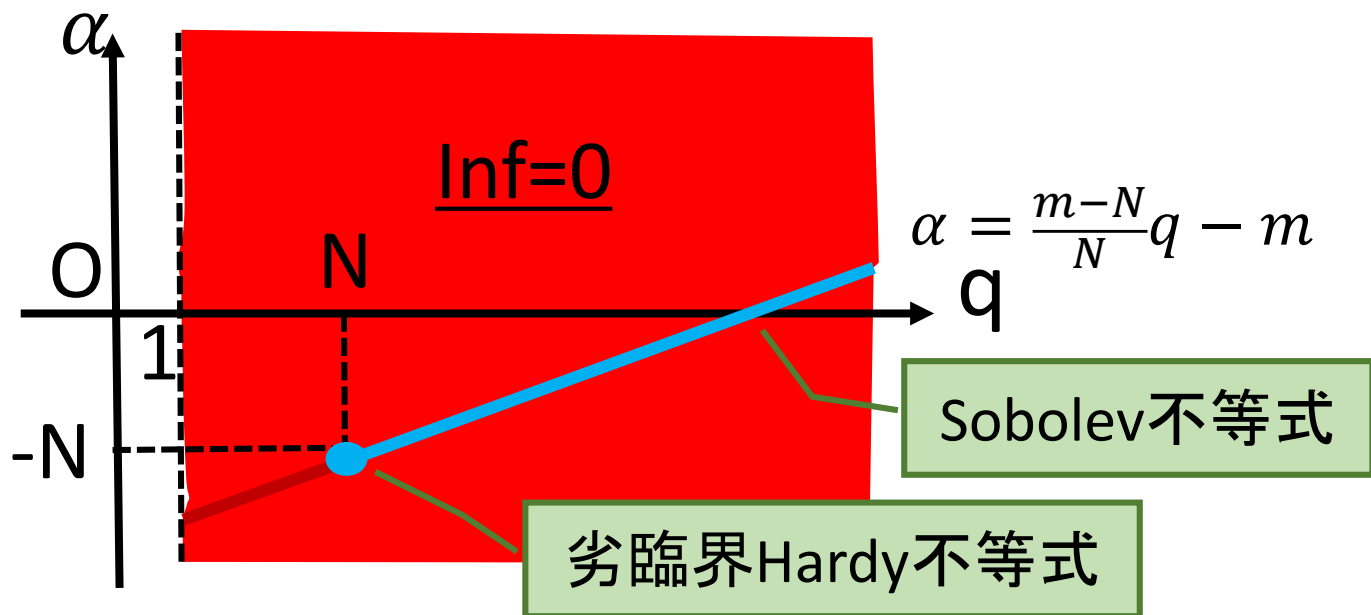 α
Inf=0
α = \frac{m-N}{N}q - m
O
N
q
1
Sobolev不等式
-N
劣臨界Hardy不等式